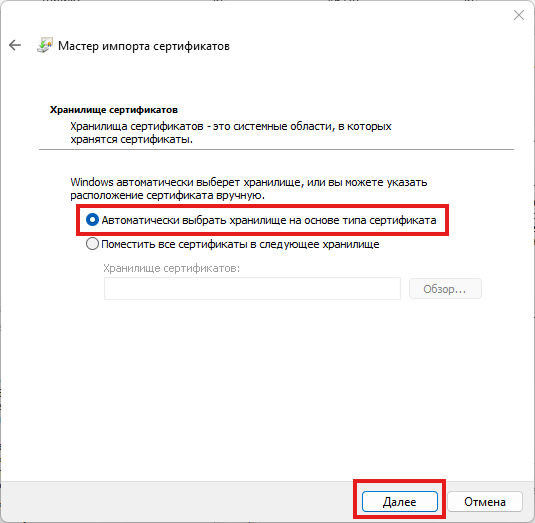 Мастер импорта сертификатов
Хранилище сертификатов
Хранилища сертификатов - это системные области, в которых
хранятся сертификаты.
Windows автоматически выберет хранилище, или вы можете указать
расположение сертификата вручную.
Автоматически выбрать хранилище на основе типа сертификата
Поместить все сертификаты в следующее хранилище
Хранилище сертификатов:
Обзор...
Далее
Отмена